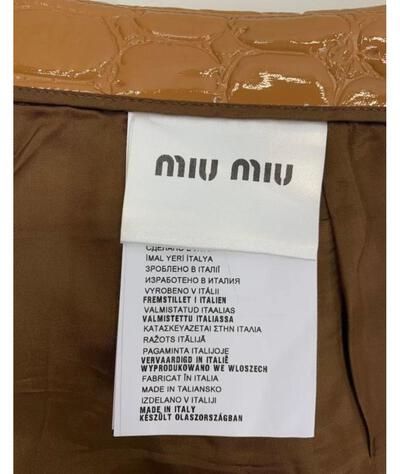 miu miu
İMAL YERİ İTALYA
ЗРОБЛЕНО В ІТАЛІЇ
ИЗРАБОТЕНО В ИТАЛИЯ
VYROBENO V ITÁLII
FREMSTILLET I ITALIEN
VALMISTATUD ITAALIAS
VALMISTETTU ITALIASSA
ΚΑΤΑΣΚΕΥΑΖΕΤΑΙ ΣΤΗΝ ΙΤΑΛΙΑ
RAŽOTS ITĀLIJĀ
PAGAMINTA ITALIJOJE
VERVAARDIGD IN ITALIË
WYPRODUKOWANO WE WLOSZECH
FABRICAT ÎN ITALIA
MADE IN TALIANSKO
IZDELANO V ITALIJI
MADE IN ITALY
KÉSZÜLT OLASZORSZÁGBAN